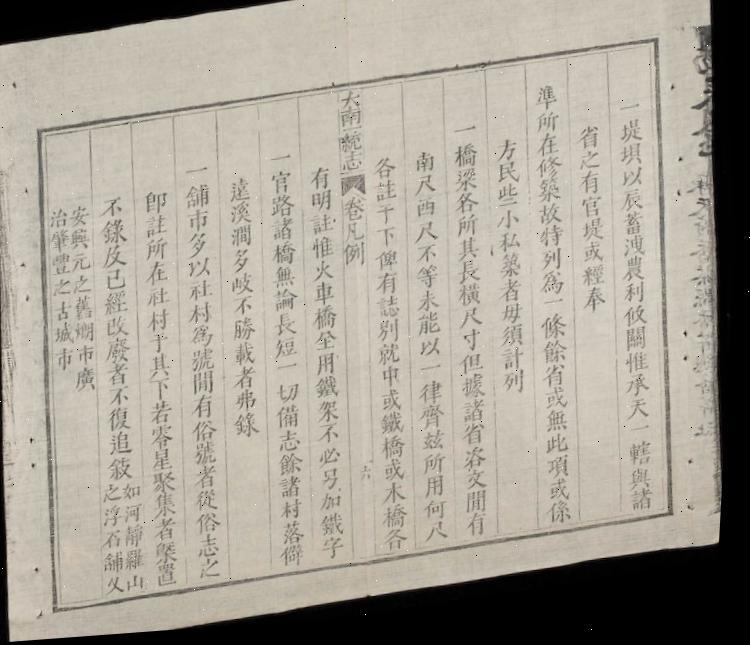 一堤堨以辰蓄洩農利攸關惟承天一轄與諸
省之有官堤或經奉
準所在修築故特列爲一條餘省或無此項或係
方民些小私築者毋須計列
一橋梁各所其長橫尺寸但據諸省咨文間有
南尺西尺不等未能以一律齊玆所用何尺
各註于下俾有誌別就中或鐵橋或木橋各
大南一統志 卷凡例 六
有明註惟火車橋全用鐵架不必另加鐵字
一官路諸橋無論長短一切備志餘諸村落僻
遠溪澗多岐不勝載者弗錄
一舖市多以社村爲號間有俗號者從俗志之
卽註所在社村于其下若零星聚集者槩置
不錄及已經改廢者不復追敍如河靜羅山
之浮石舖乂
安興元之舊湖市廣
治肇豐之古城市